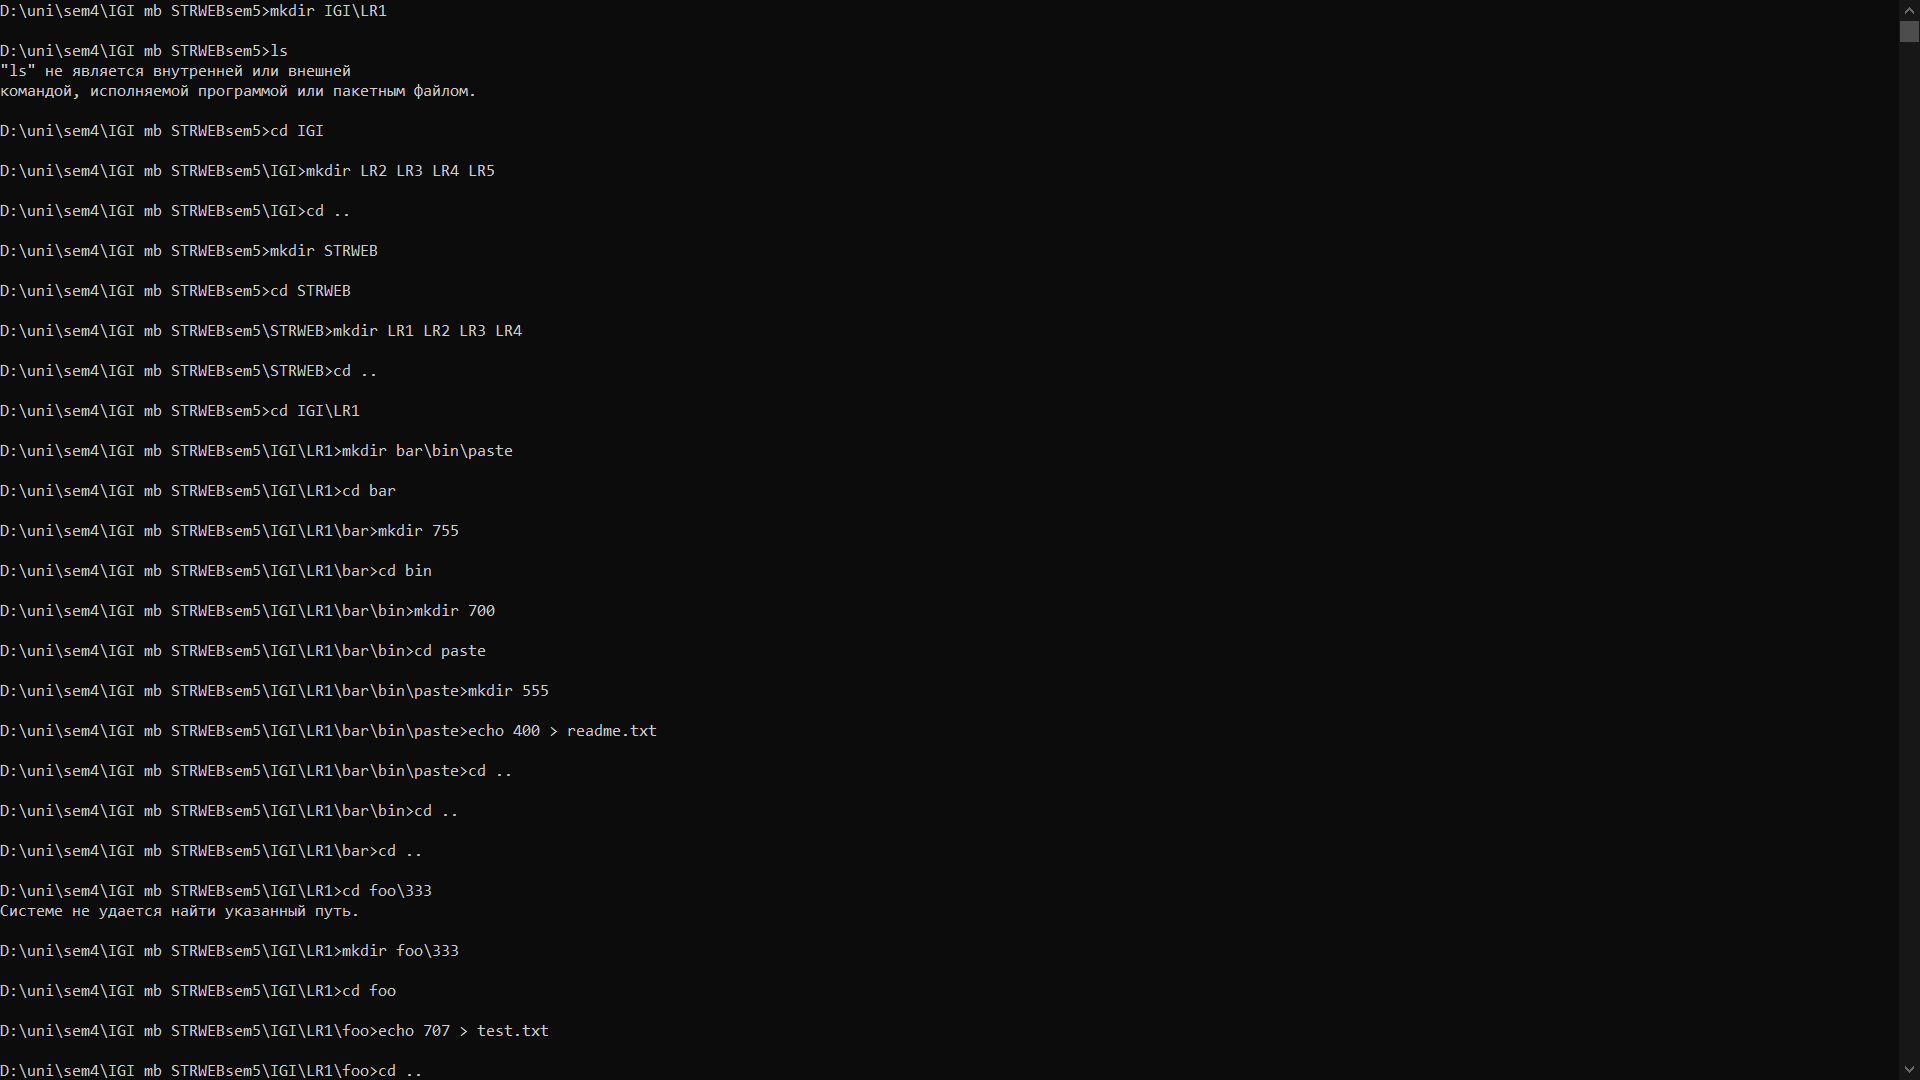 D:\uni\sem4\IGI mb STRWEBsem5>mkdir IGI\LR1
D:\uni\sem4\IGI mb STRWEBsem5>ls
"ls" не является внутренней или внешней
командой, исполняемой программой или пакетным файлом.
D:\uni\sem4\IGI mb STRWEBsem5>cd IGI
D:\uni\sem4\IGI mb STRWEBsem5\IGI>mkdir LR2 LR3 LR4 LR5
D:\uni\sem4\IGI mb STRWEBsem5\IGI>cd ..
D:\uni\sem4\IGI mb STRWEBsem5>mkdir STRWEB
D:\uni\sem4\IGI mb STRWEBsem5>cd STRWEB
D:\uni\sem4\IGI mb STRWEBsem5\STRWEB>mkdir LR1 LR2 LR3 LR4
D:\uni\sem4\IGI mb STRWEBsem5\STRWEB>cd ..
D:\uni\sem4\IGI mb STRWEBsem5>cd IGI\LR1
D:\uni\sem4\IGI mb STRWEBsem5\IGI\LR1>mkdir bar\bin\paste
D:\uni\sem4\IGI mb STRWEBsem5\IGI\LR1>cd bar
D:\uni\sem4\IGI mb STRWEBsem5\IGI\LR1\bar>mkdir 755
D:\uni\sem4\IGI mb STRWEBsem5\IGI\LR1\bar>cd bin
D:\uni\sem4\IGI mb STRWEBsem5\IGI\LR1\bar\bin>mkdir 700
D:\uni\sem4\IGI mb STRWEBsem5\IGI\LR1\bar\bin>cd paste
D:\uni\sem4\IGI mb STRWEBsem5\IGI\LR1\bar\bin\paste>mkdir 555
D:\uni\sem4\IGI mb STRWEBsem5\IGI\LR1\bar\bin\paste>echo 400 > readme.txt
D:\uni\sem4\IGI mb STRWEBsem5\IGI\LR1\bar\bin\paste>cd ..
D:\uni\sem4\IGI mb STRWEBsem5\IGI\LR1\bar\bin>cd ..
D:\uni\sem4\IGI mb STRWEBsem5\IGI\LR1\bar>cd ..
D:\uni\sem4\IGI mb STRWEBsem5\IGI\LR1>cd foo\333
Системе не удается найти указанный путь.
D:\uni\sem4\IGI mb STRWEBsem5\IGI\LR1>mkdir foo\333
D:\uni\sem4\IGI mb STRWEBsem5\IGI\LR1>cd foo
D:\uni\sem4\IGI mb STRWEBsem5\IGI\LR1\foo>echo 707 > test.txt
D:\uni\sem4\IGI mb STRWEBsem5\IGI\LR1\foo>cd ..